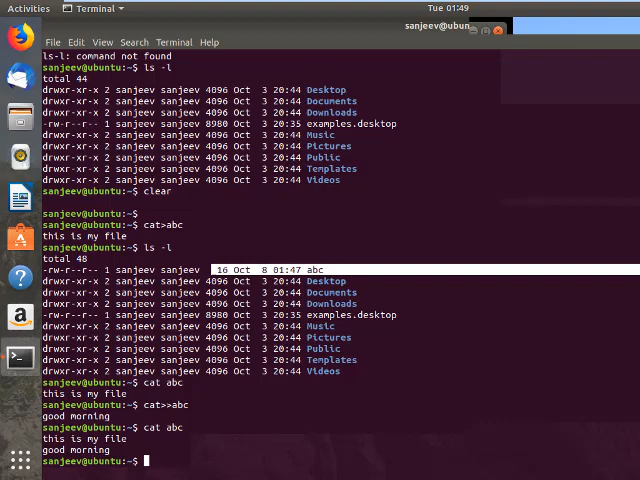 Activities Terminal Tue 01:49
sanjeev@ubun
File Edit View Search Terminal Help
ls-l: command not found
sanjeev@ubuntu:~$ ls -l
total 44
drwxr-xr-x 2 sanjeev sanjeev 4096 Oct  3 20:44 Desktop
drwxr-xr-x 2 sanjeev sanjeev 4096 Oct  3 20:44 Documents
drwxr-xr-x 2 sanjeev sanjeev 4096 Oct  3 20:44 Downloads
-rw-r--r-- 1 sanjeev sanjeev 8980 Oct  3 20:35 examples.desktop
drwxr-xr-x 2 sanjeev sanjeev 4096 Oct  3 20:44 Music
drwxr-xr-x 2 sanjeev sanjeev 4096 Oct  3 20:44 Pictures
drwxr-xr-x 2 sanjeev sanjeev 4096 Oct  3 20:44 Public
drwxr-xr-x 2 sanjeev sanjeev 4096 Oct  3 20:44 Templates
drwxr-xr-x 2 sanjeev sanjeev 4096 Oct  3 20:44 Videos
sanjeev@ubuntu:~$ clear
sanjeev@ubuntu:~$
sanjeev@ubuntu:~$ cat>abc
this is my file
sanjeev@ubuntu:~$ ls -l
total 48
-rw-r--r-- 1 sanjeev sanjeev   16 Oct  8 01:47 abc
drwxr-xr-x 2 sanjeev sanjeev 4096 Oct  3 20:44 Desktop
drwxr-xr-x 2 sanjeev sanjeev 4096 Oct  3 20:44 Documents
drwxr-xr-x 2 sanjeev sanjeev 4096 Oct  3 20:44 Downloads
-rw-r--r-- 1 sanjeev sanjeev 8980 Oct  3 20:35 examples.desktop
drwxr-xr-x 2 sanjeev sanjeev 4096 Oct  3 20:44 Music
drwxr-xr-x 2 sanjeev sanjeev 4096 Oct  3 20:44 Pictures
drwxr-xr-x 2 sanjeev sanjeev 4096 Oct  3 20:44 Public
drwxr-xr-x 2 sanjeev sanjeev 4096 Oct  3 20:44 Templates
drwxr-xr-x 2 sanjeev sanjeev 4096 Oct  3 20:44 Videos
sanjeev@ubuntu:~$ cat abc
this is my file
sanjeev@ubuntu:~$ cat>>abc
good morning
sanjeev@ubuntu:~$ cat abc
this is my file
good morning
sanjeev@ubuntu:~$